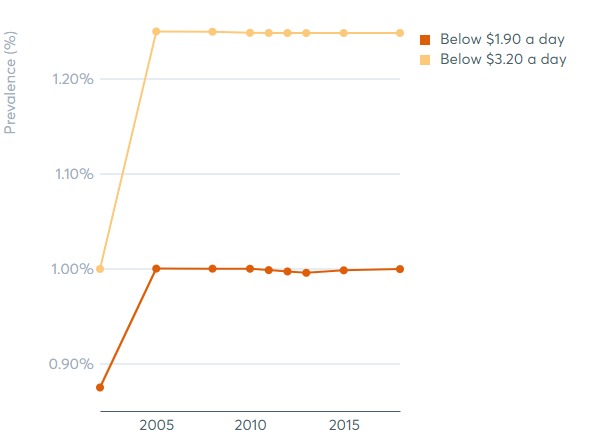 Prevalence (%)
1.20%
1.10%
1.00%
0.90%
2005 2010 2015
Below $1.90 a day
Below $3.20 a day